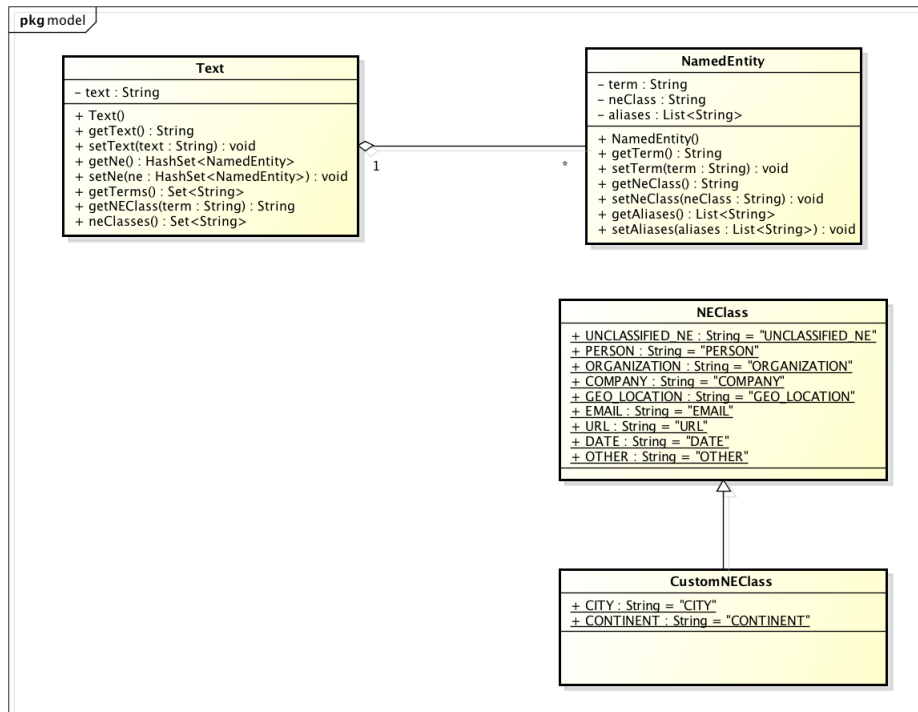 pkg model
Text
– text : String
+ Text()
+ getText() : String
+ setText(text : String) : void
+ getNe() : HashSet<NamedEntity>
+ setNe(ne : HashSet<NamedEntity>) : void
+ getTerms() : Set<String>
+ getNEClass(term : String) : String
+ neClasses() : Set<String>
1
*
NamedEntity
– term : String
– neClass : String
– aliases : List<String>
+ NamedEntity()
+ getTerm() : String
+ setTerm(term : String) : void
+ getNeClass() : String
+ setNeClass(neClass : String) : void
+ getAliases() : List<String>
+ setAliases(aliases : List<String>) : void
NEClass
+ UNCLASSIFIED_NE : String = "UNCLASSIFIED_NE"
+ PERSON : String = "PERSON"
+ ORGANIZATION : String = "ORGANIZATION"
+ COMPANY : String = "COMPANY"
+ GEO_LOCATION : String = "GEO_LOCATION"
+ EMAIL : String = "EMAIL"
+ URL : String = "URL"
+ DATE : String = "DATE"
+ OTHER : String = "OTHER"
CustomNEClass
+ CITY : String = "CITY"
+ CONTINENT : String = "CONTINENT"